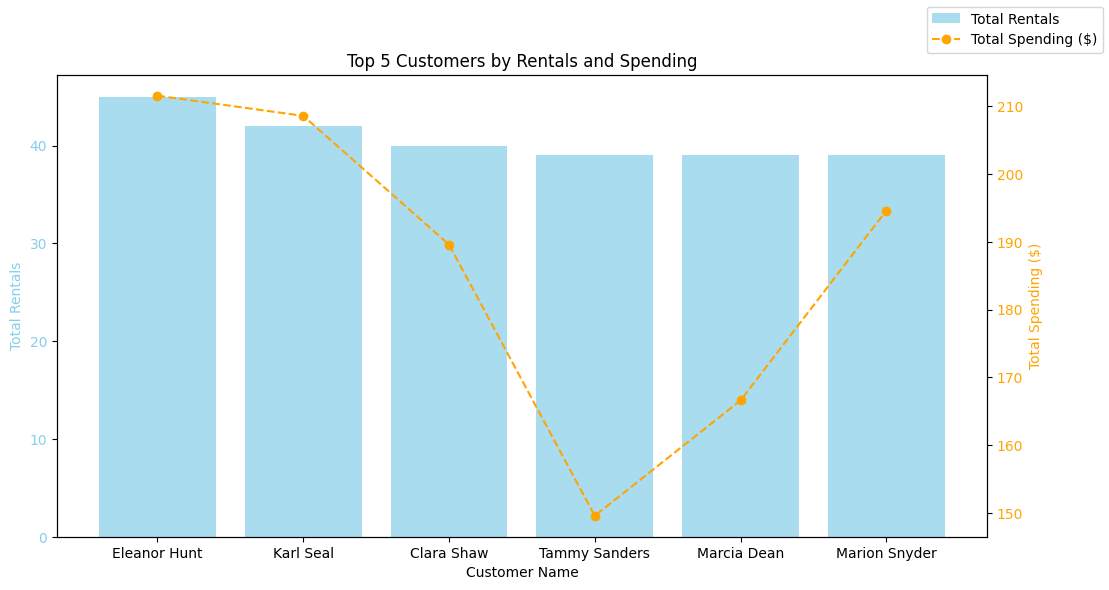 Total Rentals
Total Spending ($)
Top 5 Customers by Rentals and Spending
Total Rentals
40
30
20
10
0
210
200
190
180
170
160
150
Total Spending ($)
Eleanor Hunt Karl Seal Clara Shaw Tammy Sanders Marcia Dean Marion Snyder
Customer Name